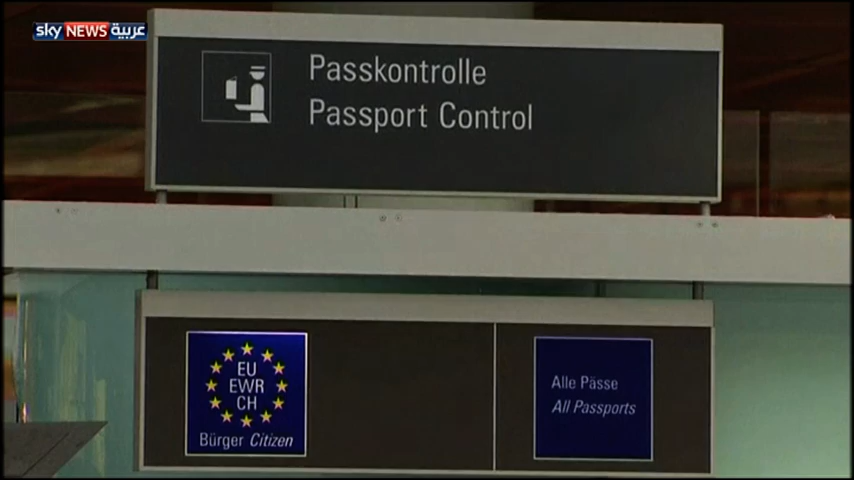 sky NEWS عربية
Passkontrolle
Passport Control
EU
EWR
CH
Bürger Citizen
Alle Pässe
All Passports